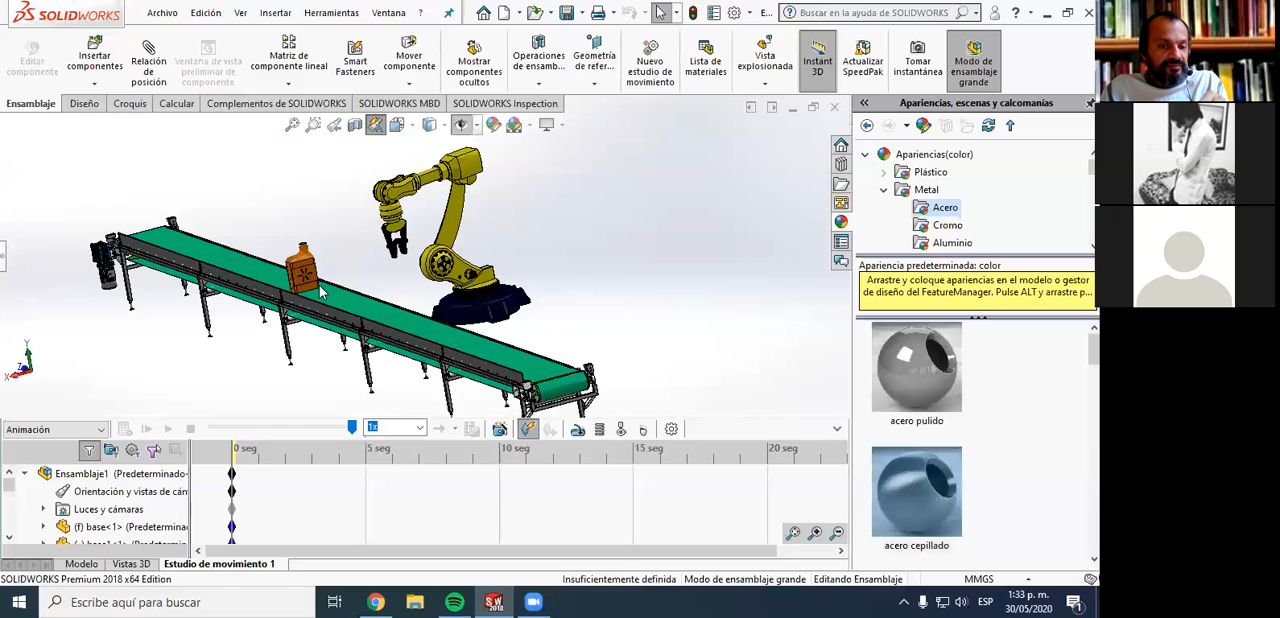 SOLIDWORKS
Archivo Edición Ver Insertar Herramientas Ventana ?
E...
Buscar en la ayuda de SOLIDWORKS
Editar componente
Insertar componentes
Relación de posición
Ventana de vista preliminar de componente
Matriz de componente lineal
Smart Fasteners
Mover componente
Mostrar componentes ocultos
Operaciones de ensamb...
Geometría de refer...
Nuevo estudio de movimiento
Lista de materiales
Vista explosionada
Instant 3D
Actualizar SpeedPak
Tomar instantánea
Modo de ensamblaje grande
Ensamblaje Diseño Croquis Calcular Complementos de SOLIDWORKS SOLIDWORKS MBD SOLIDWORKS Inspection
Apariencias, escenas y calcomanías
Apariencias(color)
Plástico
Metal
Acero
Cromo
Aluminio
Apariencia predeterminada: color
Arrastre y coloque apariencias en el modelo o gestor
de diseño del FeatureManager. Pulse ALT y arrastre p...
acero pulido
acero cepillado
Y
X
Z
Animación
1x
0 seg 5 seg 10 seg 15 seg 20 seg
Ensamblaje1 (Predeterminado-
Orientación y vistas de cám
Luces y cámaras
(f) base<1> (Predetermina
Modelo Vistas 3D Estudio de movimiento 1
SOLIDWORKS Premium 2018 x64 Edition
Insuficientemente definida Modo de ensamblaje grande Editando Ensamblaje MMGS
Escribe aquí para buscar
SW
2018
ESP
1:33 p. m.
30/05/2020
1